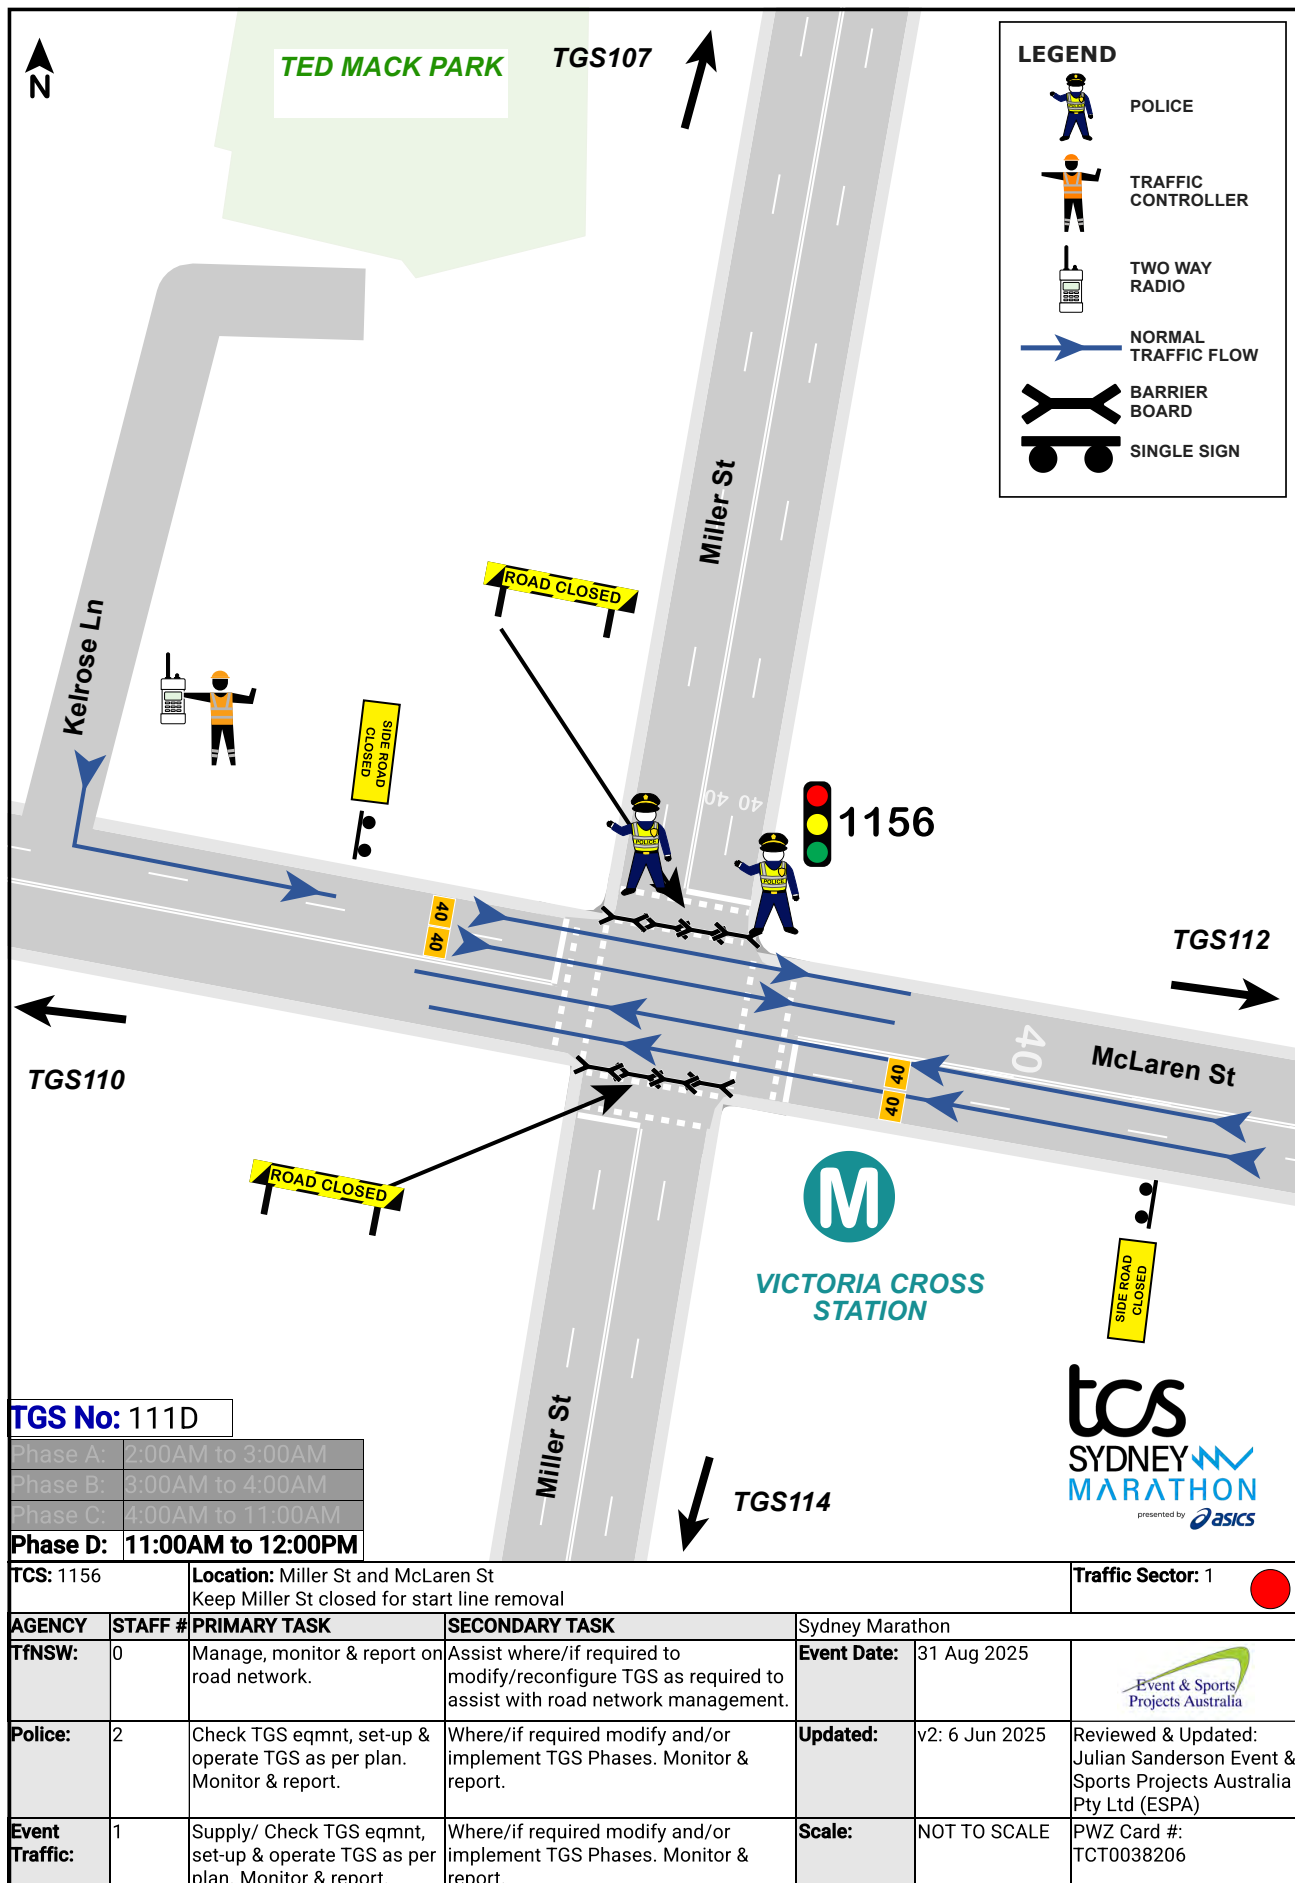 TED MACK PARK
TGS107
N
LEGEND
POLICE
TRAFFIC
CONTROLLER
TWO WAY
RADIO
NORMAL
TRAFFIC FLOW
BARRIER
BOARD
SINGLE SIGN
Miller St
ROAD CLOSED
Kelrose Ln
SIDE ROAD
CLOSED
40 40
POLICE
POLICE
1156
40
40
TGS112
40
McLaren St
TGS110
40
40
ROAD CLOSED
M
VICTORIA CROSS
STATION
SIDE ROAD
CLOSED
Miller St
TGS114
tcs
SYDNEY
MARATHON
presented by asics
TGS No: 111D
Phase A: 2:00AM to 3:00AM
Phase B: 3:00AM to 4:00AM
Phase C: 4:00AM to 11:00AM
Phase D: 11:00AM to 12:00PM
TCS: 1156
Location: Miller St and McLaren St
Keep Miller St closed for start line removal
Traffic Sector: 1
AGENCY STAFF # PRIMARY TASK SECONDARY TASK Sydney Marathon
TfNSW: 0
Manage, monitor & report on
road network.
Assist where/if required to
modify/reconfigure TGS as required to
assist with road network management.
Event Date: 31 Aug 2025
Event & Sports
Projects Australia
Police: 2
Check TGS eqmnt, set-up &
operate TGS as per plan.
Monitor & report.
Where/if required modify and/or
implement TGS Phases. Monitor &
report.
Updated: v2: 6 Jun 2025
Reviewed & Updated:
Julian Sanderson Event &
Sports Projects Australia
Pty Ltd (ESPA)
Event
Traffic:
1
Supply/ Check TGS eqmnt,
set-up & operate TGS as per
plan. Monitor & report.
Where/if required modify and/or
implement TGS Phases. Monitor &
report.
Scale: NOT TO SCALE
PWZ Card #:
TCT0038206